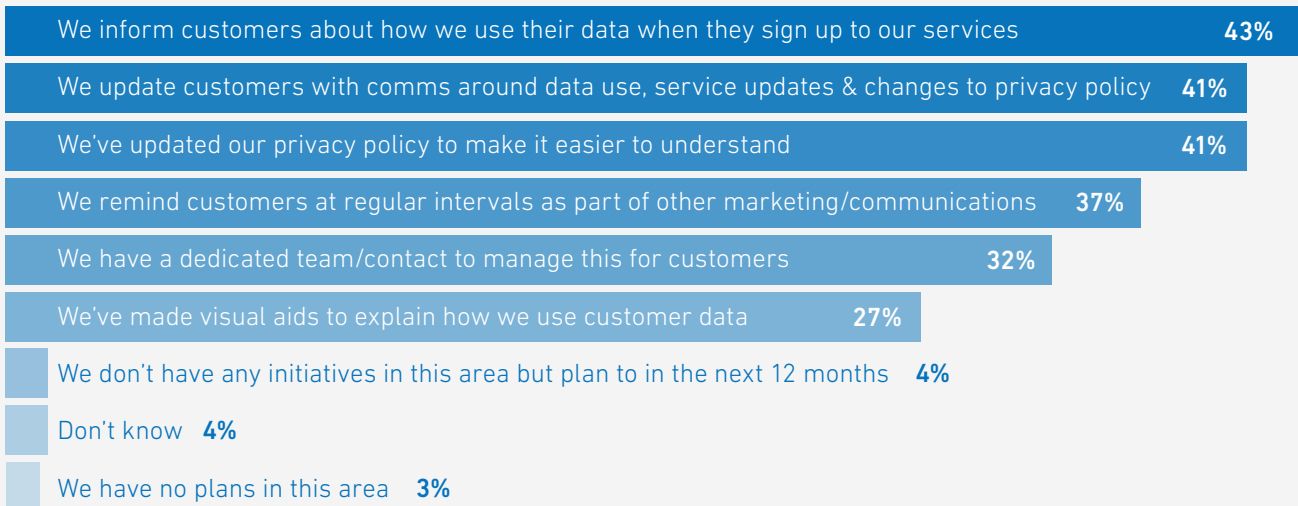 We inform customers about how we use their data when they sign up to our services 43%
We update customers with comms around data use, service updates & changes to privacy policy 41%
We've updated our privacy policy to make it easier to understand 41%
We remind customers at regular intervals as part of other marketing/communications 37%
We have a dedicated team/contact to manage this for customers 32%
We've made visual aids to explain how we use customer data 27%
We don't have any initiatives in this area but plan to in the next 12 months 4%
Don't know 4%
We have no plans in this area 3%